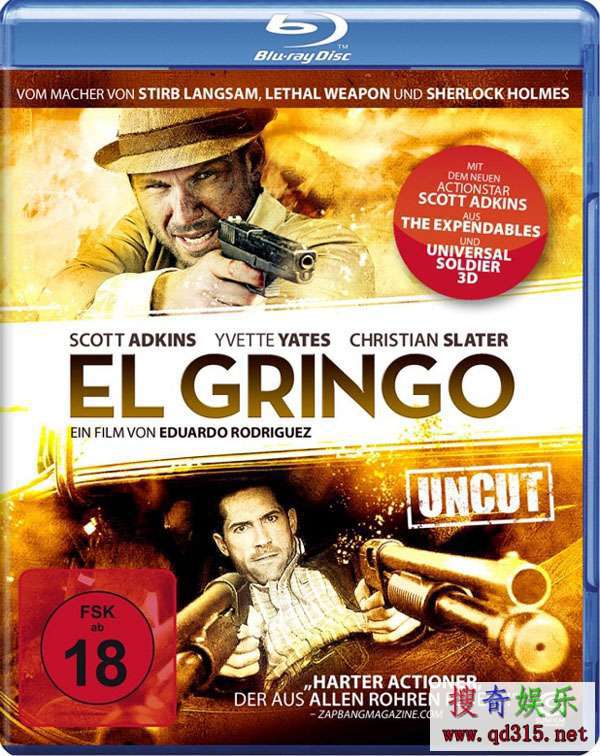 Blu-ray Disc™
VOM MACHER VON STIRB LANGSAM, LETHAL WEAPON UND SHERLOCK HOLMES
MIT
DEM NEUEN
ACTIONSTAR
SCOTT ADKINS
AUS
THE EXPENDABLES
UND
UNIVERSAL
SOLDIER
3D
SCOTT ADKINS YVETTE YATES CHRISTIAN SLATER
EL GRINGO
EIN FILM VON EDUARDO RODRIGUEZ
UNCUT
FSK
ab
18
„HARTER ACTIONER,
DER AUS ALLEN ROHREN
- ZAPBANGMAGAZINE.COM
搜奇娱乐
www.qd315.net